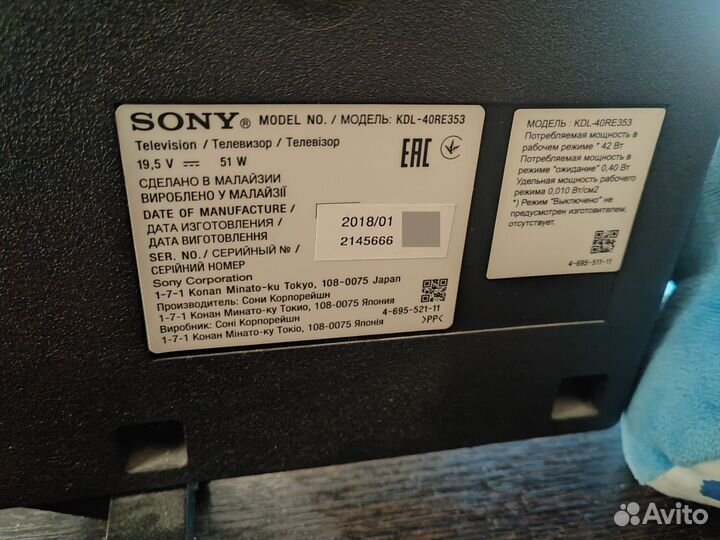 SONY® MODEL NO. / МОДЕЛЬ: KDL-40RE353
Television / Телевизор / Телевізор
19,5 V ⎓ 51 W
EAC
СДЕЛАНО В МАЛАЙЗИИ
ВИРОБЛЕНО У МАЛАЙЗІЇ
DATE OF MANUFACTURE /
ДАТА ИЗГОТОВЛЕНИЯ /
ДАТА ВИГОТОВЛЕННЯ
2018/01
SER. NO. / СЕРИЙНЫЙ № /
СЕРІЙНИЙ НОМЕР
2145666
Sony Corporation
1-7-1 Konan Minato-ku Tokyo, 108-0075 Japan
Производитель: Сони Корпорейшн
1-7-1 Конан Минато-ку Токио, 108-0075 Япония
Виробник: Соні Корпорейшн
1-7-1 Конан Мінато-ку Токіо, 108-0075 Японія
4-695-521-11
>PP<
МОДЕЛЬ : KDL-40RE353
Потребляемая мощность в
рабочем режиме * 42 Вт
Потребляемая мощность в
режиме "ожидание" 0,40 Вт
Удельная мощность рабочего
режима 0,010 Вт/см2
*) Режим "Выключено" не
предусмотрен изготовителем,
отсутствует.
4-695-511-11
Avito